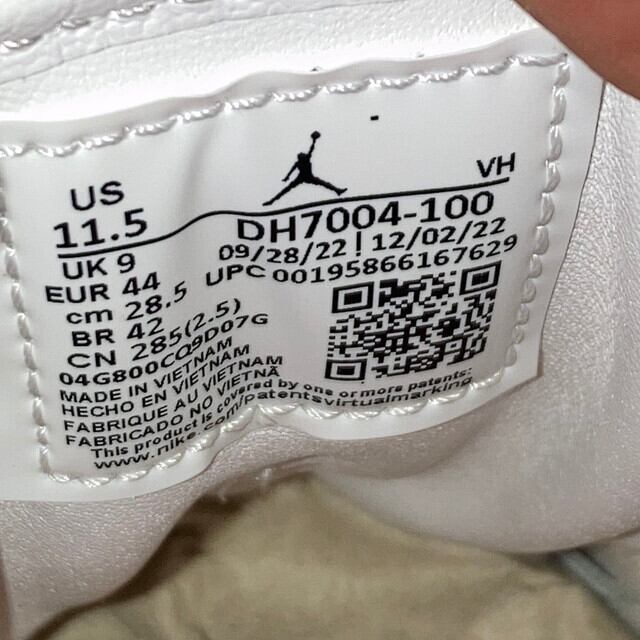 US
11.5
UK 9
EUR 44
cm 28.5
BR 42
CN 285(2.5)
04G800CQ9D07G
MADE IN VIETNAM
HECHO EN VIETNAM
FABRIQUE AU VIETNAM
FABRICADO NO VIETNÃ
This product is covered by one or more patents:
www.nike.com/patentsvirtualmarking
VH
DH7004-100
09/28/22 | 12/02/22
UPC 00195866167629